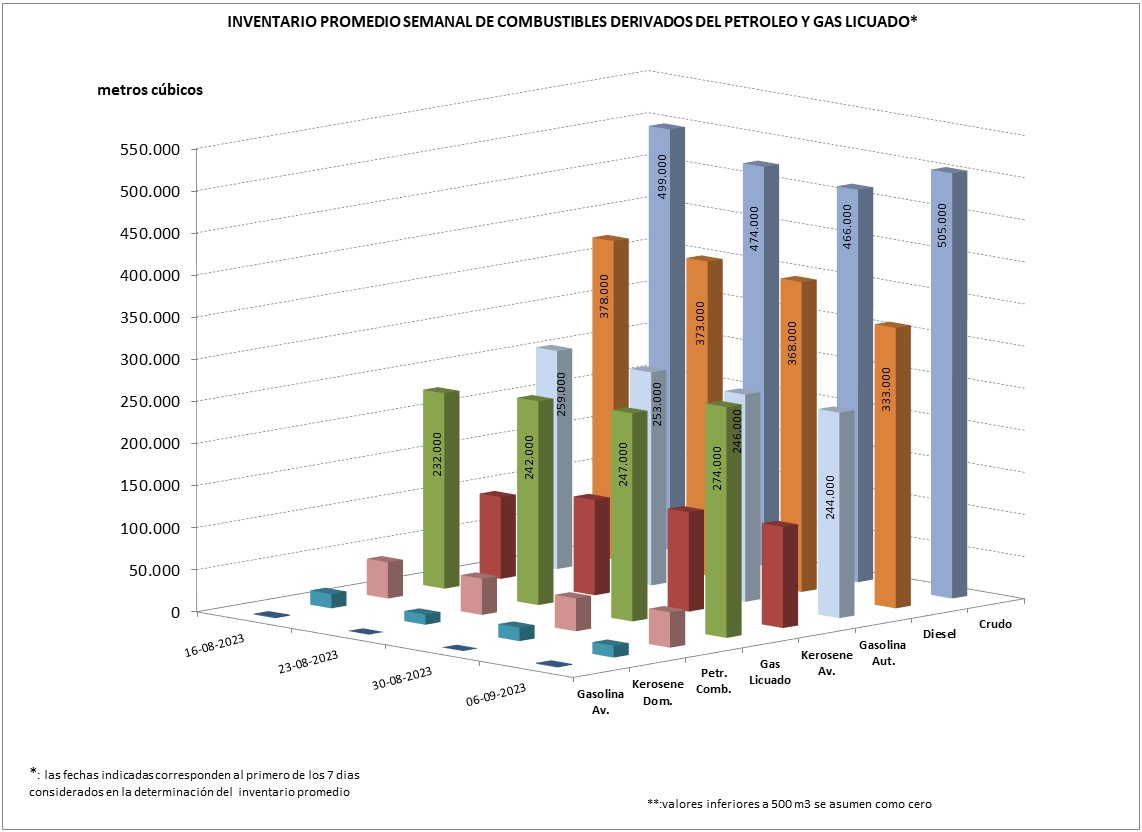 INVENTARIO PROMEDIO SEMANAL DE COMBUSTIBLES DERIVADOS DEL PETROLEO Y GAS LICUADO*
metros cúbicos
550.000
500.000
450.000
400.000
350.000
300.000
250.000
200.000
150.000
100.000
50.000
0
499.000
474.000
466.000
505.000
378.000
373.000
368.000
333.000
259.000
253.000
246.000
244.000
232.000
242.000
247.000
274.000
16-08-2023
23-08-2023
30-08-2023
06-09-2023
Gasolina
Av.
Kerosene
Dom.
Petr.
Comb.
Gas
Licuado
Kerosene
Av.
Gasolina
Aut.
Diesel
Crudo
*: las fechas indicadas corresponden al primero de los 7 dias
considerados en la determinación del inventario promedio
**:valores inferiores a 500 m3 se asumen como cero